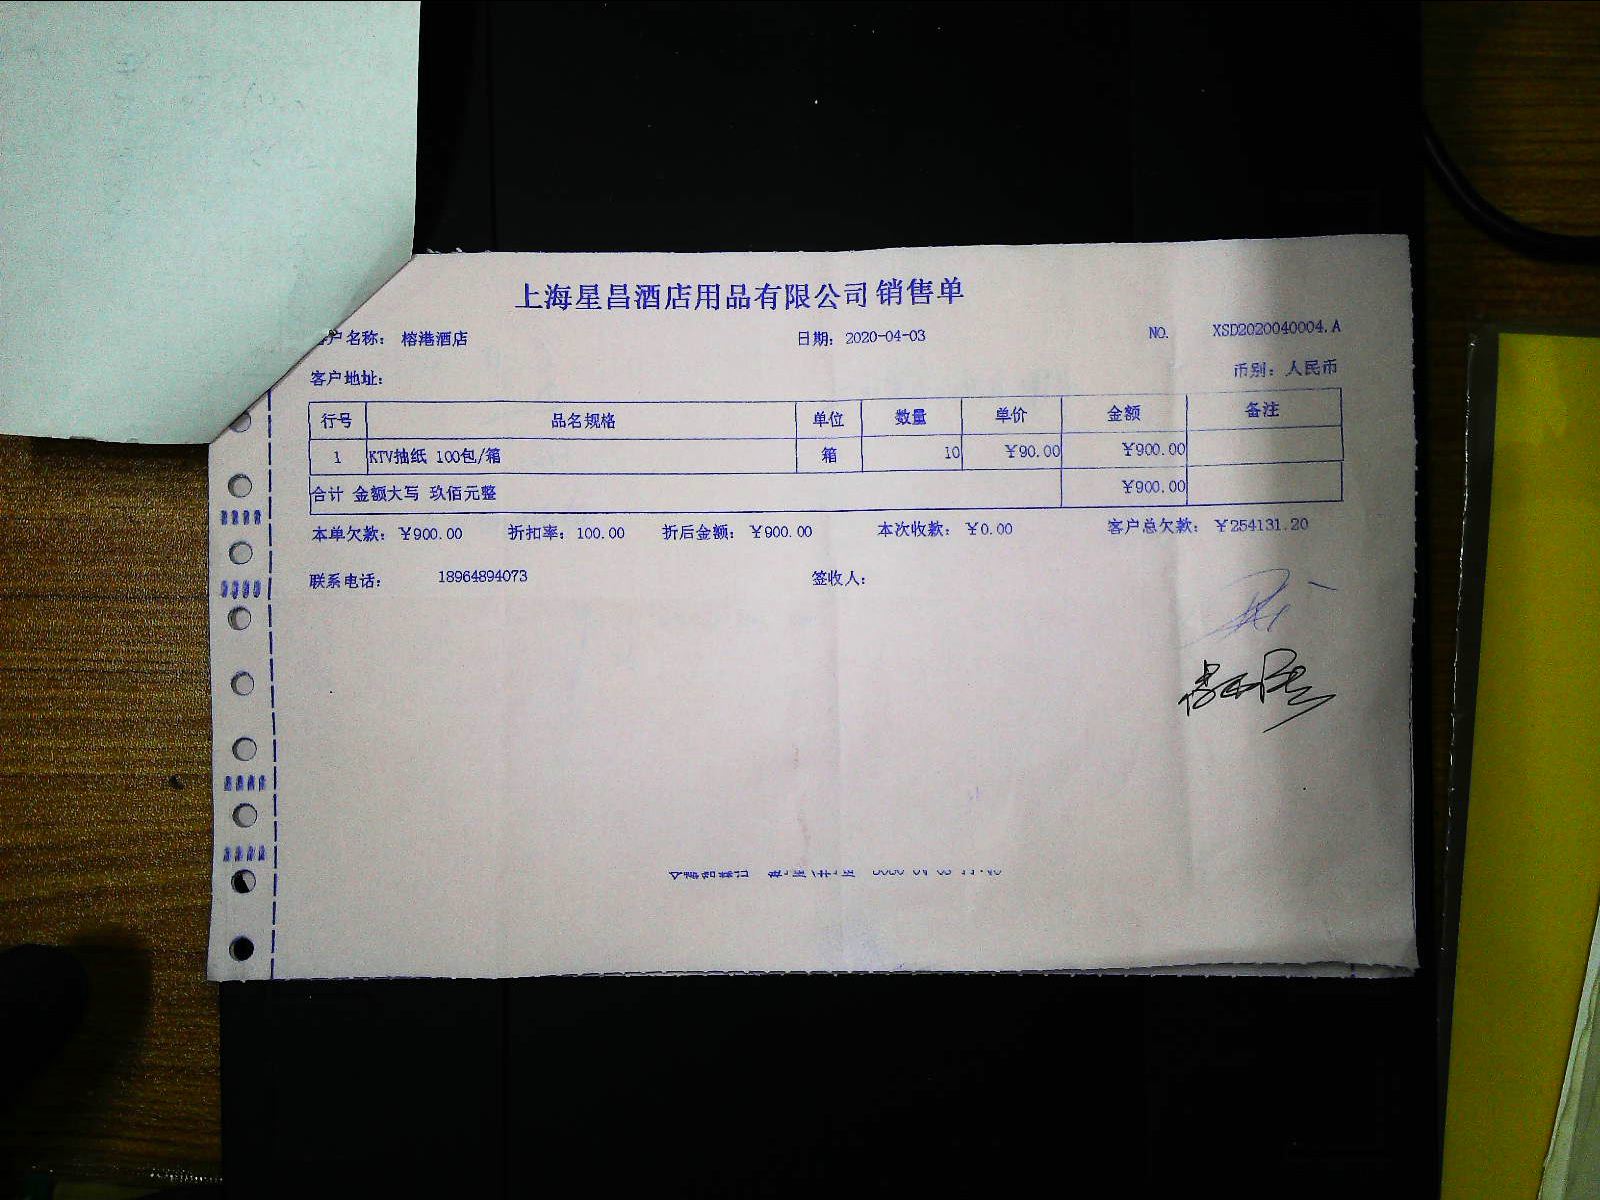 上海星昌酒店用品有限公司销售单
客户名称： 榕港酒店 日期：2020-04-03 NO. XSD2020040004.A
客户地址： 币别：人民币
行号 品名规格 单位 数量 单价 金额 备注
1 KTV抽纸 100包/箱 箱 10 ￥90.00 ￥900.00
合计 金额大写 玖佰元整 ￥900.00
本单欠款：￥900.00 折扣率：100.00 折后金额：￥900.00 本次收款：￥0.00 客户总欠款：￥254131.20
联系电话： 18964894073 签收人：